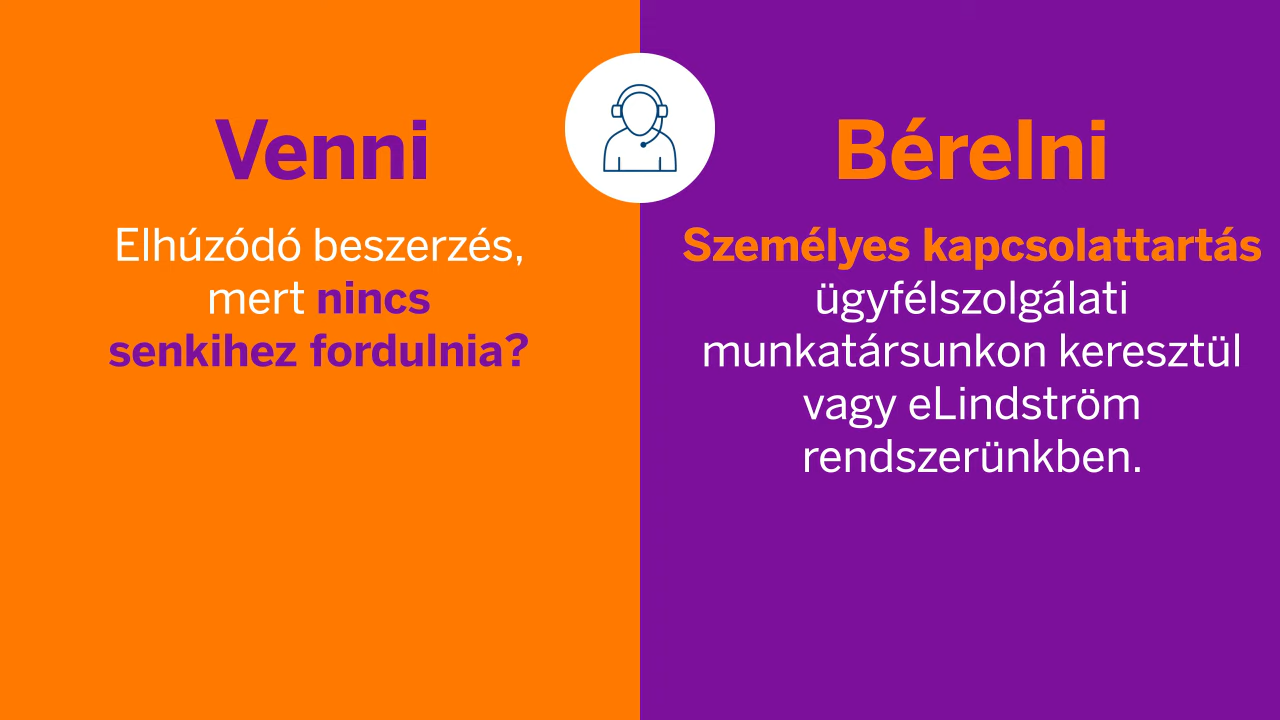 Venni
Elhúzódó beszerzés,
mert nincs
senkihez fordulnia?
Bérelni
Személyes kapcsolattartás
ügyfélszolgálati
munkatársunkon keresztül
vagy eLindström
rendszerünkben.